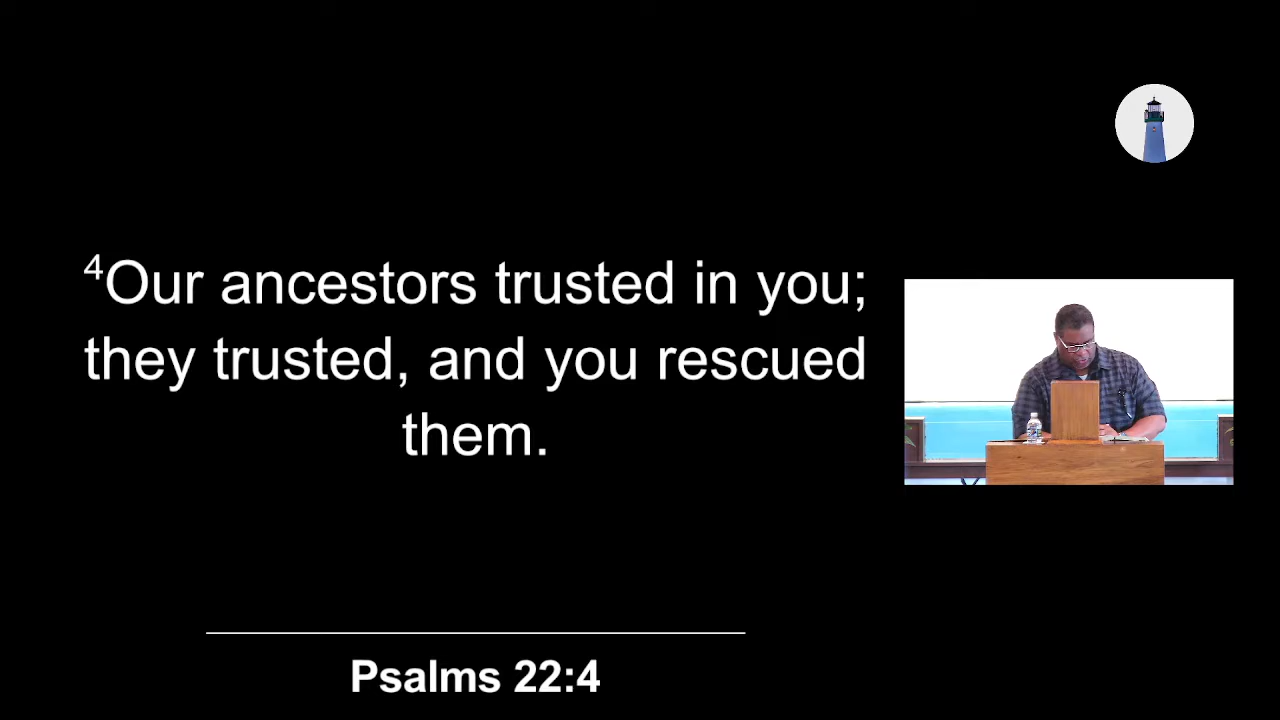 ⁴Our ancestors trusted in you;
they trusted, and you rescued
them.
Psalms 22:4